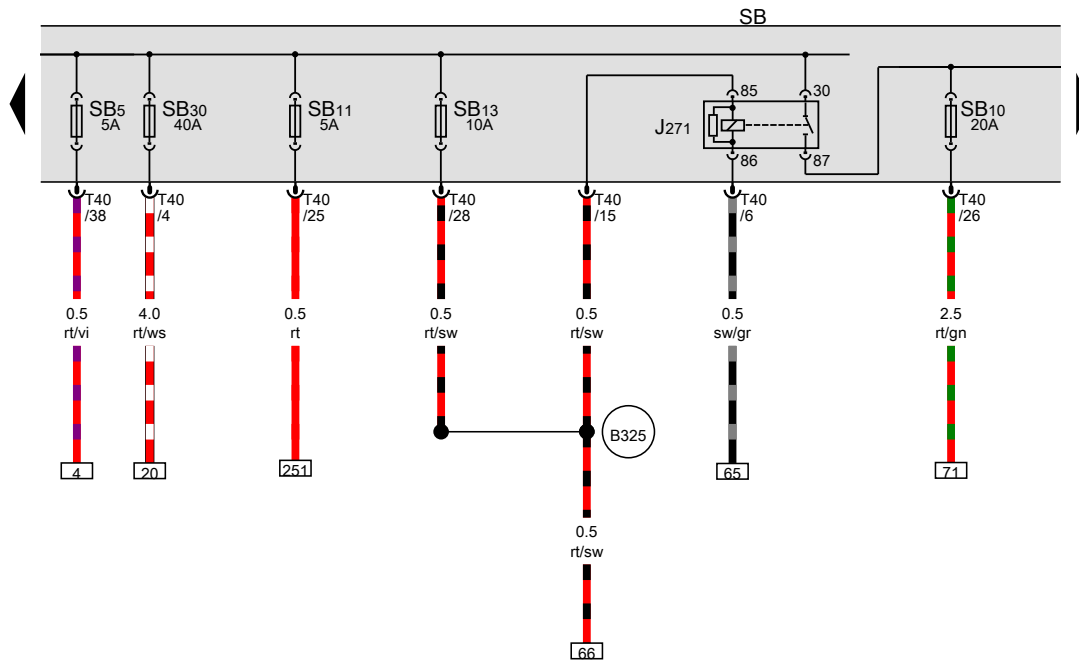 SB
85 30
SB5 SB30 SB11 SB13 J271 SB10
5A 40A 5A 10A 20A
86 87
T40 T40 T40 T40 T40 T40 T40
/38 /4 /25 /28 /15 /6 /26
0.5 4.0 0.5 0.5 0.5 0.5 2.5
rt/vi rt/ws rt rt/sw rt/sw sw/gr rt/gn
B325
4 20 251 65 71
0.5
rt/sw
66